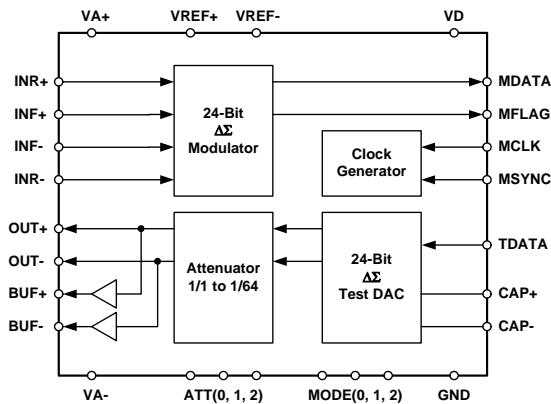 VA+ VREF+ VREF- VD
INR+
INF+
INF-
INR-
24-Bit
ΔΣ
Modulator
MDATA
MFLAG
Clock
Generator
MCLK
MSYNC
OUT+
OUT-
BUF+
BUF-
Attenuator
1/1 to 1/64
24-Bit
ΔΣ
Test DAC
TDATA
CAP+
CAP-
VA- ATT(0, 1, 2) MODE(0, 1, 2) GND